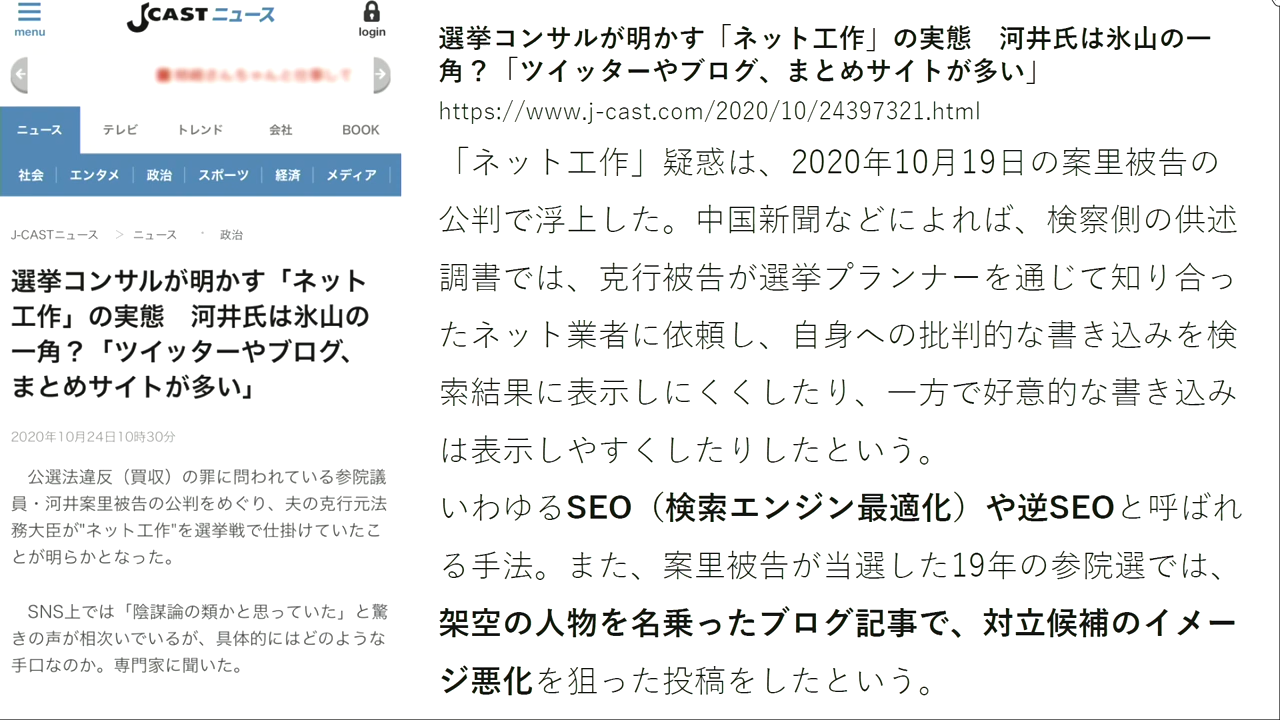 menu
J-CAST ニュース
login
ニュース
テレビ
トレンド
会社
BOOK
社会
エンタメ
政治
スポーツ
経済
メディア
J-CASTニュース > ニュース ・ 政治
選挙コンサルが明かす「ネット
工作」の実態 河井氏は氷山の
一角？「ツイッターやブログ、
まとめサイトが多い」
2020年10月24日10時30分
公選法違反（買収）の罪に問われている参院議
員・河井案里被告の公判をめぐり、夫の克行元法
務大臣が"ネット工作"を選挙戦で仕掛けていたこ
とが明らかとなった。
SNS上では「陰謀論の類かと思っていた」と驚
きの声が相次いでいるが、具体的にはどのような
手口なのか。専門家に聞いた。
選挙コンサルが明かす「ネット工作」の実態 河井氏は氷山の一
角？「ツイッターやブログ、まとめサイトが多い」
https://www.j-cast.com/2020/10/24397321.html
「ネット工作」疑惑は、2020年10月19日の案里被告の
公判で浮上した。中国新聞などによれば、検察側の供述
調書では、克行被告が選挙プランナーを通じて知り合っ
たネット業者に依頼し、自身への批判的な書き込みを検
索結果に表示しにくくしたり、一方で好意的な書き込み
は表示しやすくしたりしたという。
いわゆるSEO（検索エンジン最適化）や逆SEOと呼ばれ
る手法。また、案里被告が当選した19年の参院選では、
架空の人物を名乗ったブログ記事で、対立候補のイメー
ジ悪化を狙った投稿をしたという。